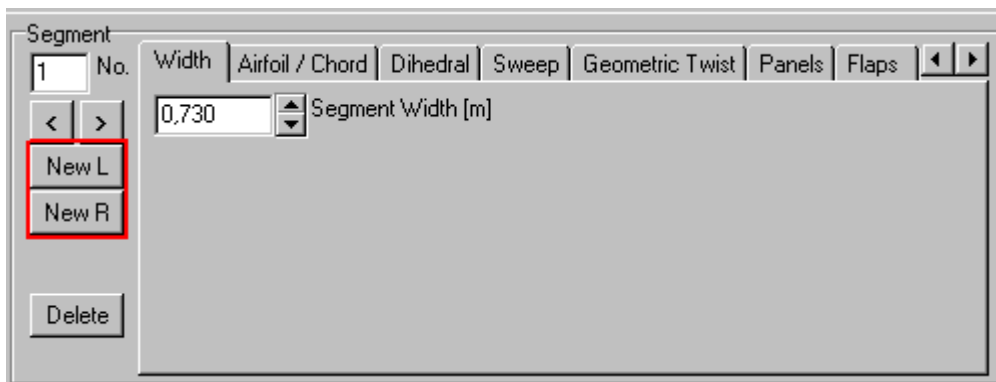 Segment
1 No.
Width Airfoil / Chord Dihedral Sweep Geometric Twist Panels Flaps
0,730 Segment Width [m]
< >
New L
New R
Delete